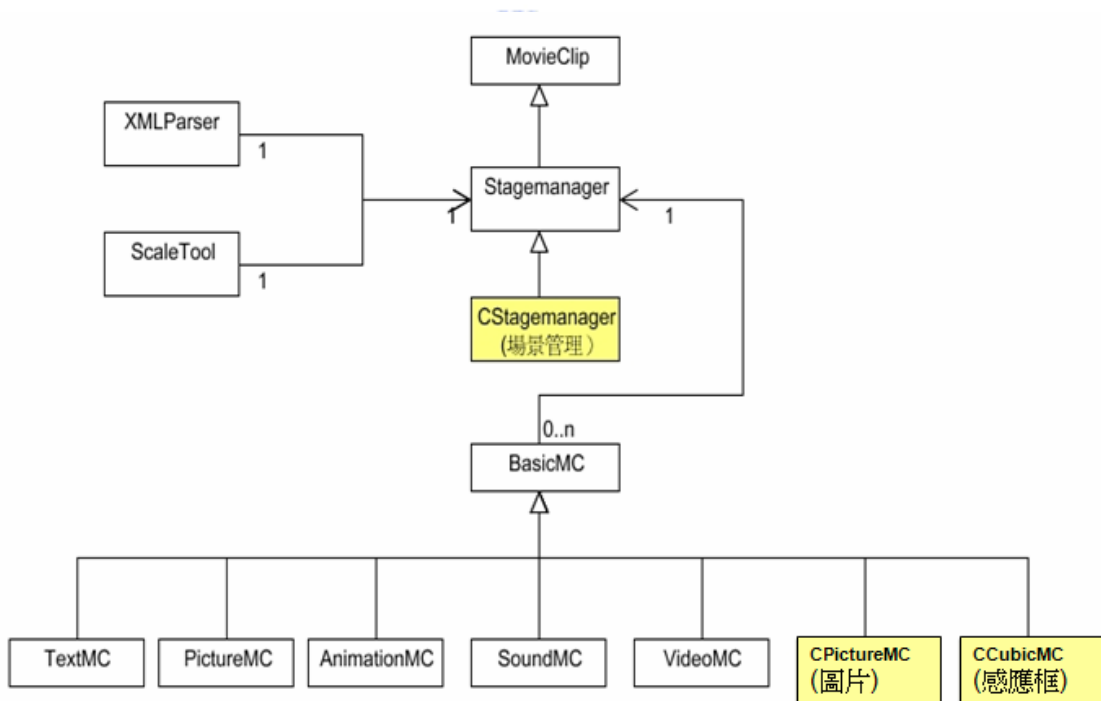 MovieClip
XMLParser
1
Stagemanager
1
1
ScaleTool
1
CStagemanager
(場景管理)
0..n
BasicMC
TextMC
PictureMC
AnimationMC
SoundMC
VideoMC
CPictureMC
(圖片)
CCubicMC
(感應框)